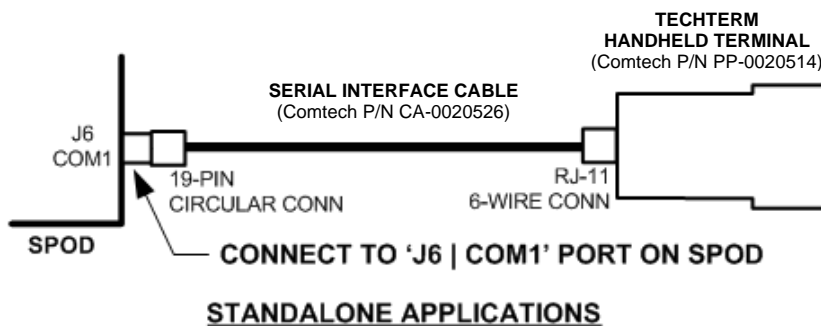 TECHTERM
HANDHELD TERMINAL
(Comtech P/N PP-0020514)
SERIAL INTERFACE CABLE
(Comtech P/N CA-0020526)
J6
COM1
19-PIN
CIRCULAR CONN
RJ-11
6-WIRE CONN
SPOD
CONNECT TO ‘J6 | COM1’ PORT ON SPOD
STANDALONE APPLICATIONS